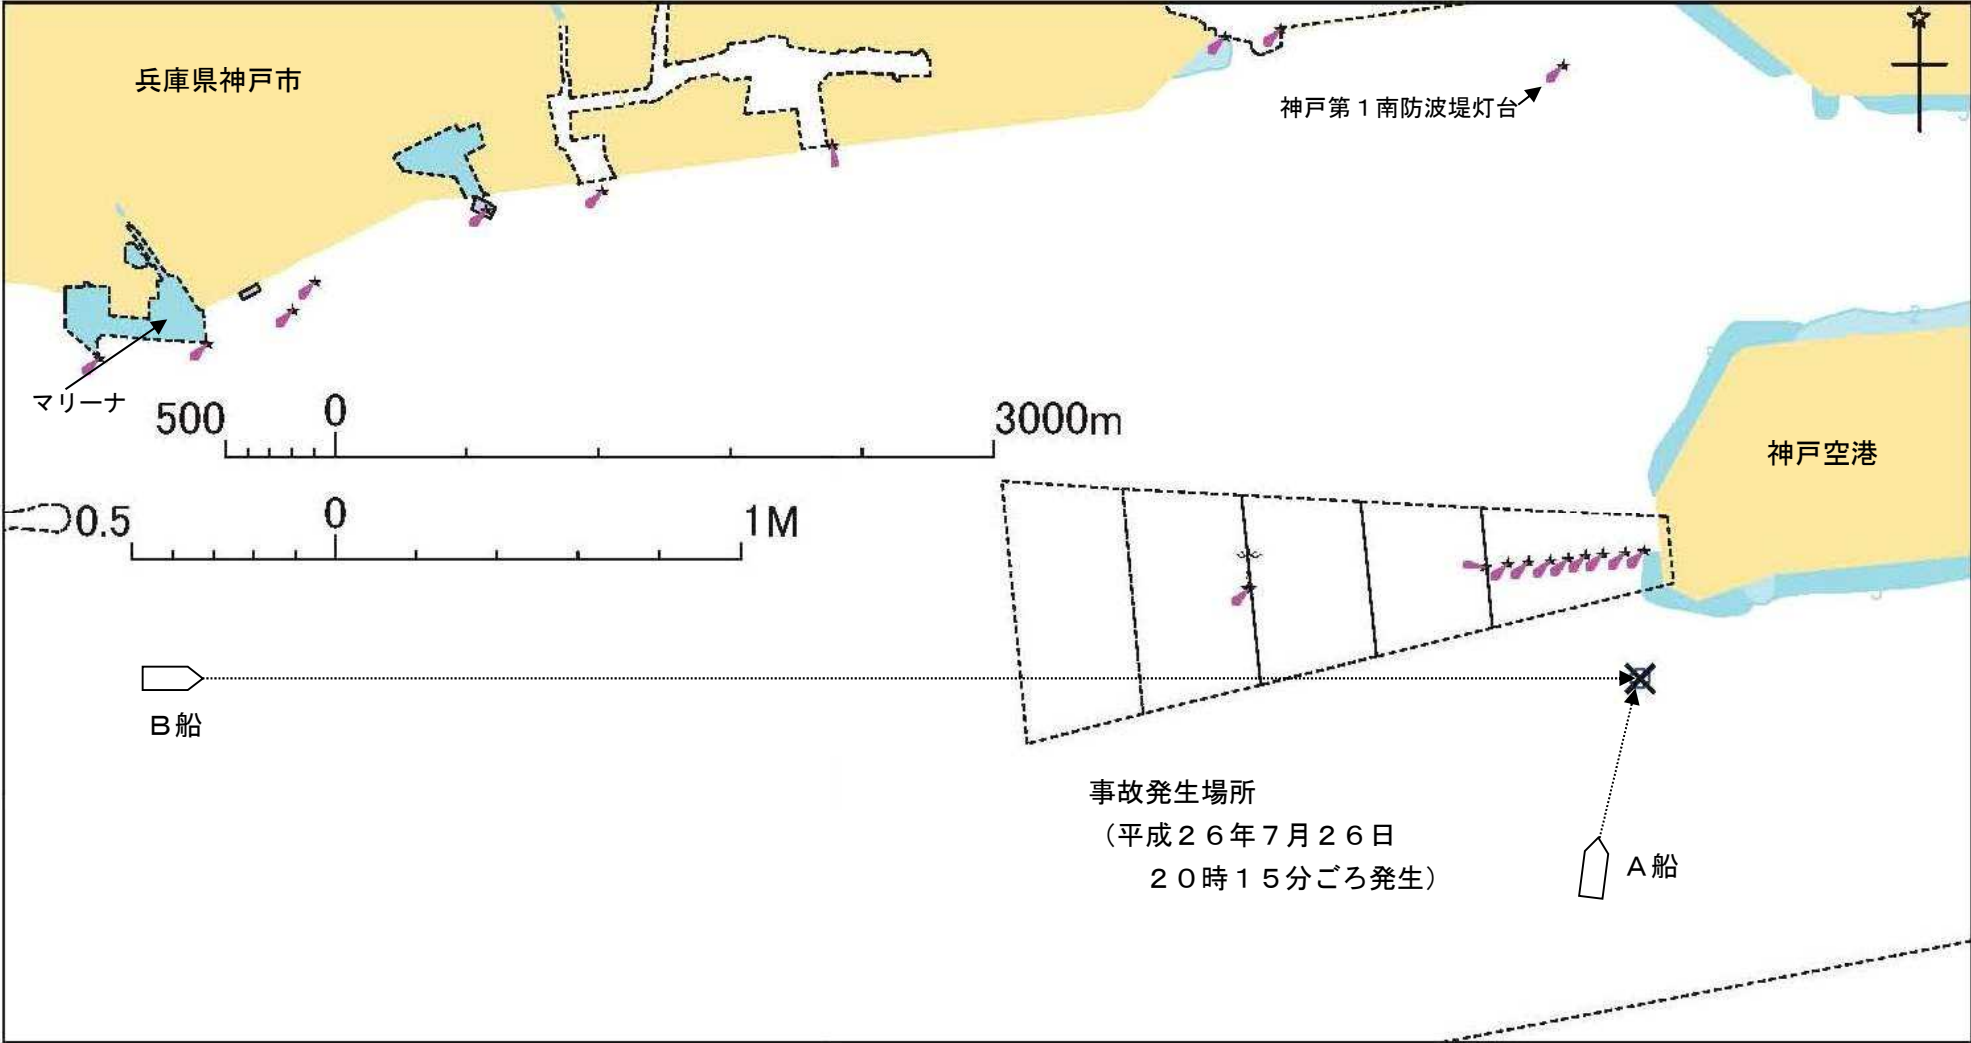 兵庫県神戸市
神戸第1南防波堤灯台
マリーナ
500 0 3000m
神戸空港
0.5 0 1M
B船
事故発生場所
(平成26年7月26日
20時15分ごろ発生)
A船